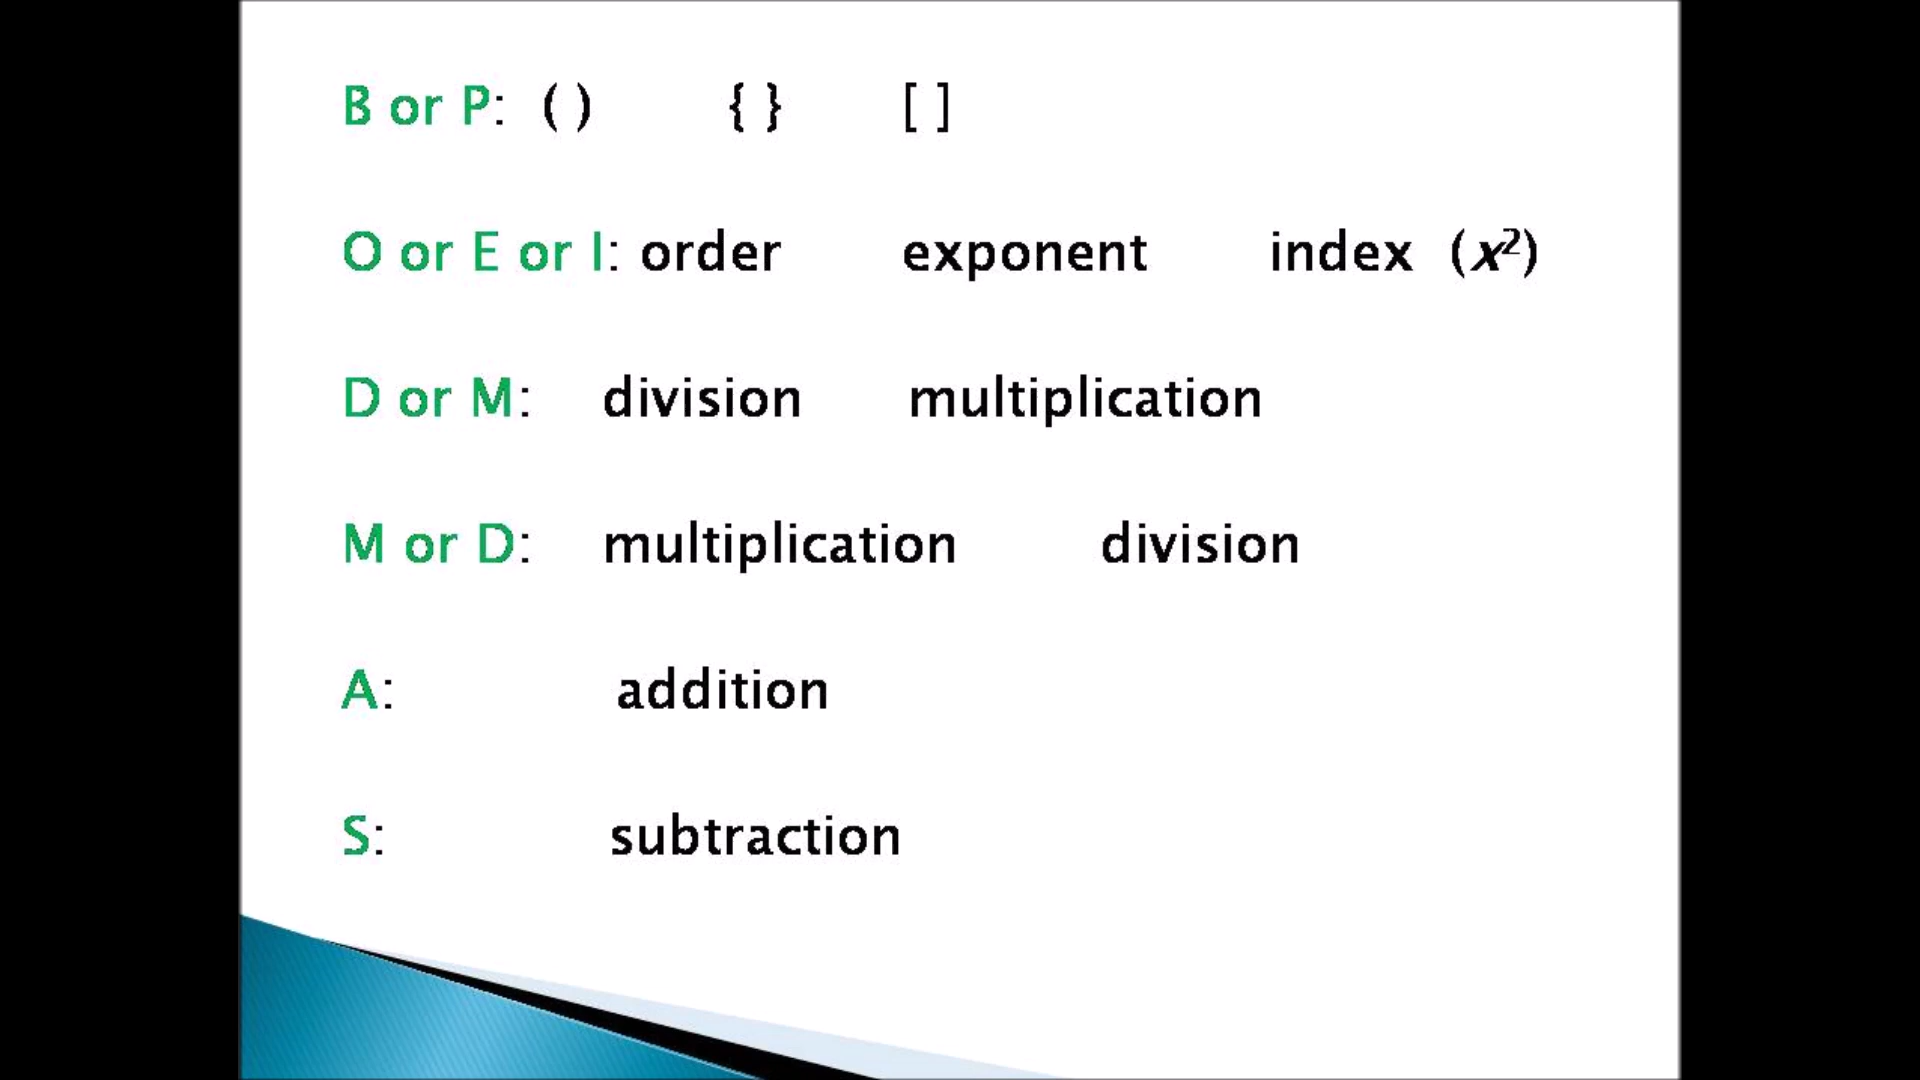 B or P: ( ) { } [ ]
O or E or I: order exponent index (x²)
D or M: division multiplication
M or D: multiplication division
A: addition
S: subtraction